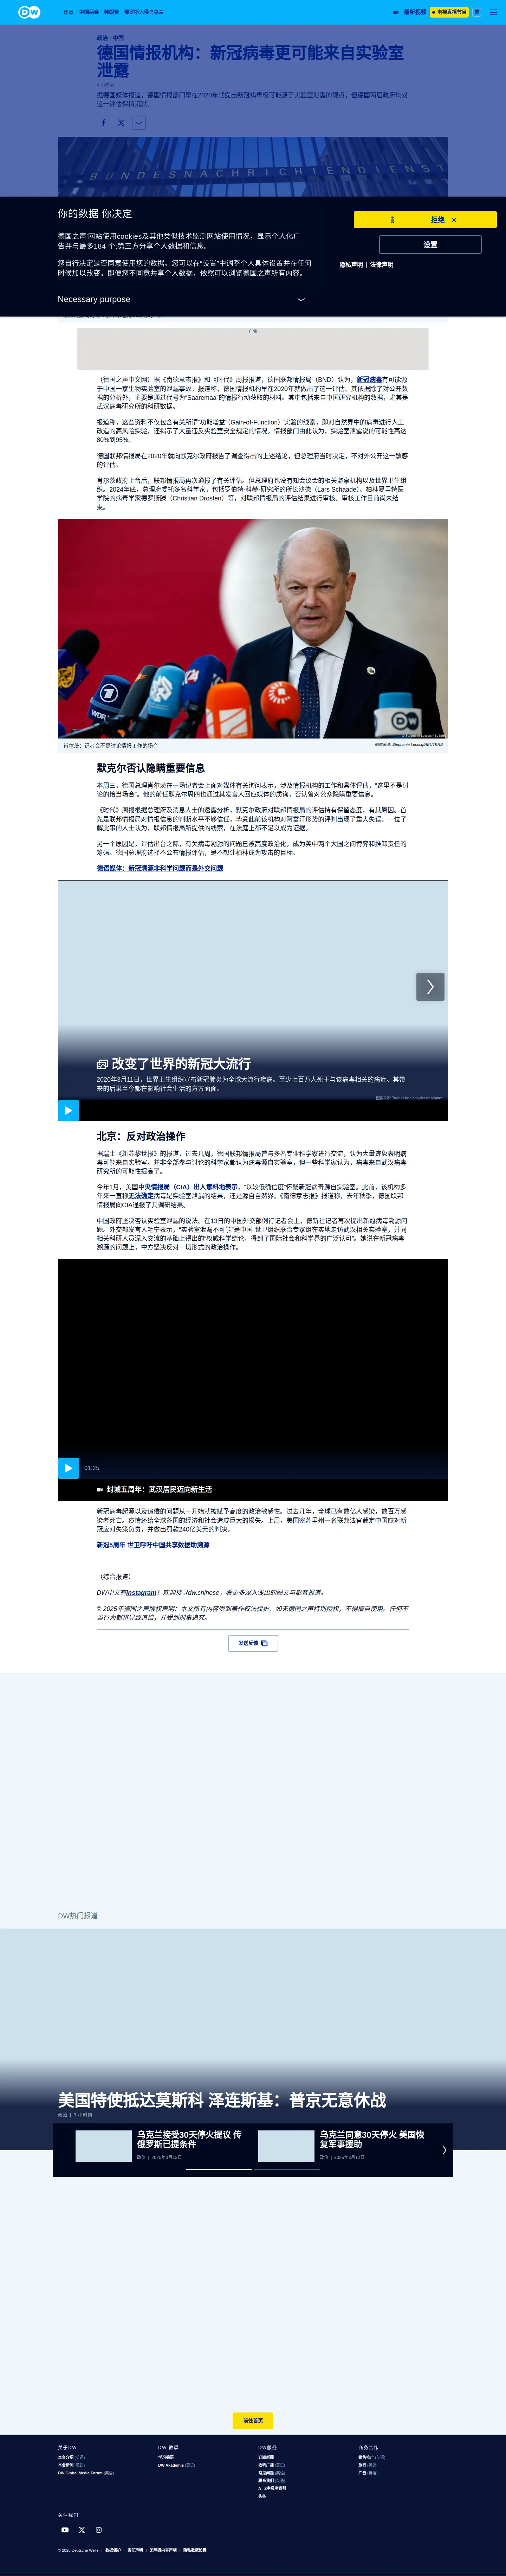 焦点
中国两会
特朗普
俄罗斯入侵乌克兰
最新视频
电视直播节目
政治
中国
德国情报机构：新冠病毒更可能来自实验室
泄露
据德国媒体报道，德国情报部门早在2020年就提出新冠病毒极可能源于实验室泄露的观点，但德国两届政府均对
这一评估保持沉默。
BUNDESNACHRICHTENDIENST
你的数据 你决定
德国之声网站使用cookies及其他类似技术监测网站使用情况，显示个人化广
告并与最多184 个;第三方分享个人数据和信息。
您自行决定是否同意使用您的数据。您可以在“设置”中调整个人具体设置并在任何
时候加以改变。即便您不同意共享个人数据，依然可以浏览德国之声所有内容。
Necessary purpose
拒绝
设置
隐私声明 | 法律声明
广告
（德国之声中文网）据《南德意志报》和《时代》周报报道，德国联邦情报局（BND）认为，新冠病毒有可能源
于中国一家生物实验室的泄漏事故。报道称，德国情报机构早在2020年就做出了这一评估。其依据除了对公开数
据的分析外，主要是通过代号为“Saaremaa”的情报行动获取的材料。其中包括来自中国研究机构的数据，尤其是
武汉病毒研究所的科研数据。
报道称，这些资料不仅包含有关所谓“功能增益”（Gain-of-Function）实验的线索，即对自然界中的病毒进行人工
改造的高风险实验，还揭示了大量违反实验室安全规定的情况。情报部门由此认为，实验室泄露说的可能性高达
80%到95%。
德国联邦情报局在2020年就向默克尔政府报告了调查得出的上述结论，但总理府当时决定，不对外公开这一敏感
的评估。
肖尔茨政府上台后，联邦情报局再次通报了有关评估。但总理府也没有知会议会的相关监察机构以及世界卫生组
织。2024年底，总理府委托多名科学家，包括罗伯特-科赫-研究所的所长沙德（Lars Schaade）、柏林夏里特医
学院的病毒学家德罗斯滕（Christian Drosten）等，对联邦情报局的评估结果进行审核。审核工作目前尚未结
束。
WDR
肖尔茨：记者会不是讨论情报工作的场合
图像来源: Stephanie Lecocq/REUTERS
默克尔否认隐瞒重要信息
本周三，德国总理肖尔茨在一场记者会上面对媒体有关询问表示，涉及情报机构的工作和具体评估，“这里不是讨
论的恰当场合”。他的前任默克尔周四也通过其发言人回应媒体的质询，否认曾对公众隐瞒重要信息。
《时代》周报根据总理府及消息人士的透露分析，默克尔政府对联邦情报局的评估持有保留态度，有其原因。首先
是联邦情报局对情报信息的判断水平不够信任，毕竟此前该机构对阿富汗形势的评判出现了重大失误。一位了
解此事的人士认为，联邦情报局所提供的线索，在法庭上都不足以成为证据。
另一个原因是，评估出台之际，有关病毒溯源的问题已被高度政治化，成为美中两个大国之间博弈和推卸责任的
筹码。德国总理府选择不公布情报评估，是不想让柏林成为攻击的目标。
德语媒体：新冠溯源非科学问题而是外交问题
改变了世界的新冠大流行
2020年3月11日，世界卫生组织宣布新冠肺炎为全球大流行疾病。至少七百万人死于与该病毒相关的病症。其带
来的后果至今都在影响社会生活的方方面面。
北京：反对政治操作
据瑞士《新苏黎世报》的报道，过去几周，德国联邦情报局曾与多名专业科学家进行交流，认为大量迹象表明病
毒可能来自实验室。并非全部参与讨论的科学家都认为病毒源自实验室，但一些科学家认为，病毒来自武汉病毒
研究所的可能性提高了。
今年1月，美国中央情报局（CIA）出人意料地表示，“以较低确信度”怀疑新冠病毒源自实验室。此前，该机构多
年来一直称无法确定病毒是实验室泄漏的结果，还是源自自然界。《南德意志报》报道称，去年秋季，德国联邦
情报局向CIA通报了其调研结果。
中国政府坚决否认实验室泄漏的说法。在13日的中国外交部例行记者会上，德新社记者再次提出新冠病毒溯源问
题。外交部发言人毛宁表示，“实验室泄漏不可能”是中国-世卫组织联合专家组在实地走访武汉相关实验室，并同
相关科研人员深入交流的基础上得出的“权威科学结论，得到了国际社会和科学界的广泛认可”。她说在新冠病毒
溯源的问题上，中方坚决反对一切形式的政治操作。
01:25
封城五周年：武汉居民迈向新生活
新冠病毒起源以及追偿的问题从一开始就被赋予高度的政治敏感性。过去几年，全球已有数亿人感染，数百万感
染者死亡。疫情还给全球各国的经济和社会造成巨大的损失。上周，美国密苏里州一名联邦法官裁定中国应对新
冠应对失策负责，并做出罚款240亿美元的判决。
新冠5周年 世卫呼吁中国共享数据助溯源
（综合报道）
DW中文有Instagram！欢迎搜寻dw.chinese，看更多深入浅出的图文与影音报道。
© 2025年德国之声版权声明：本文所有内容受到著作权法保护，如无德国之声特别授权，不得擅自使用。任何不
当行为都将导致追偿，并受到刑事追究。
发送反馈
DW热门报道
美国特使抵达莫斯科 泽连斯基：普京无意休战
政治 | 3 小时前
乌克兰接受30天停火提议 传
俄罗斯已提条件
政治 | 2025年3月12日
乌克兰同意30天停火 美国恢
复军事援助
政治 | 2025年3月12日
前往首页
关于DW
本台介绍 (英语)
本台新闻 (英语)
DW Global Media Forum (英语)
DW 教学
学习德语
DW Akademie (英语)
DW服务
订阅新闻
收听广播 (英语)
常见问题 (英语)
联系我们 (英语)
A - Z字母序索引
头条
商务合作
销售推广 (英语)
旅行 (英语)
广告 (英语)
关注我们
© 2025 Deutsche Welle | 数据保护 | 责任声明 | 无障碍内容声明 | 隐私数据设置